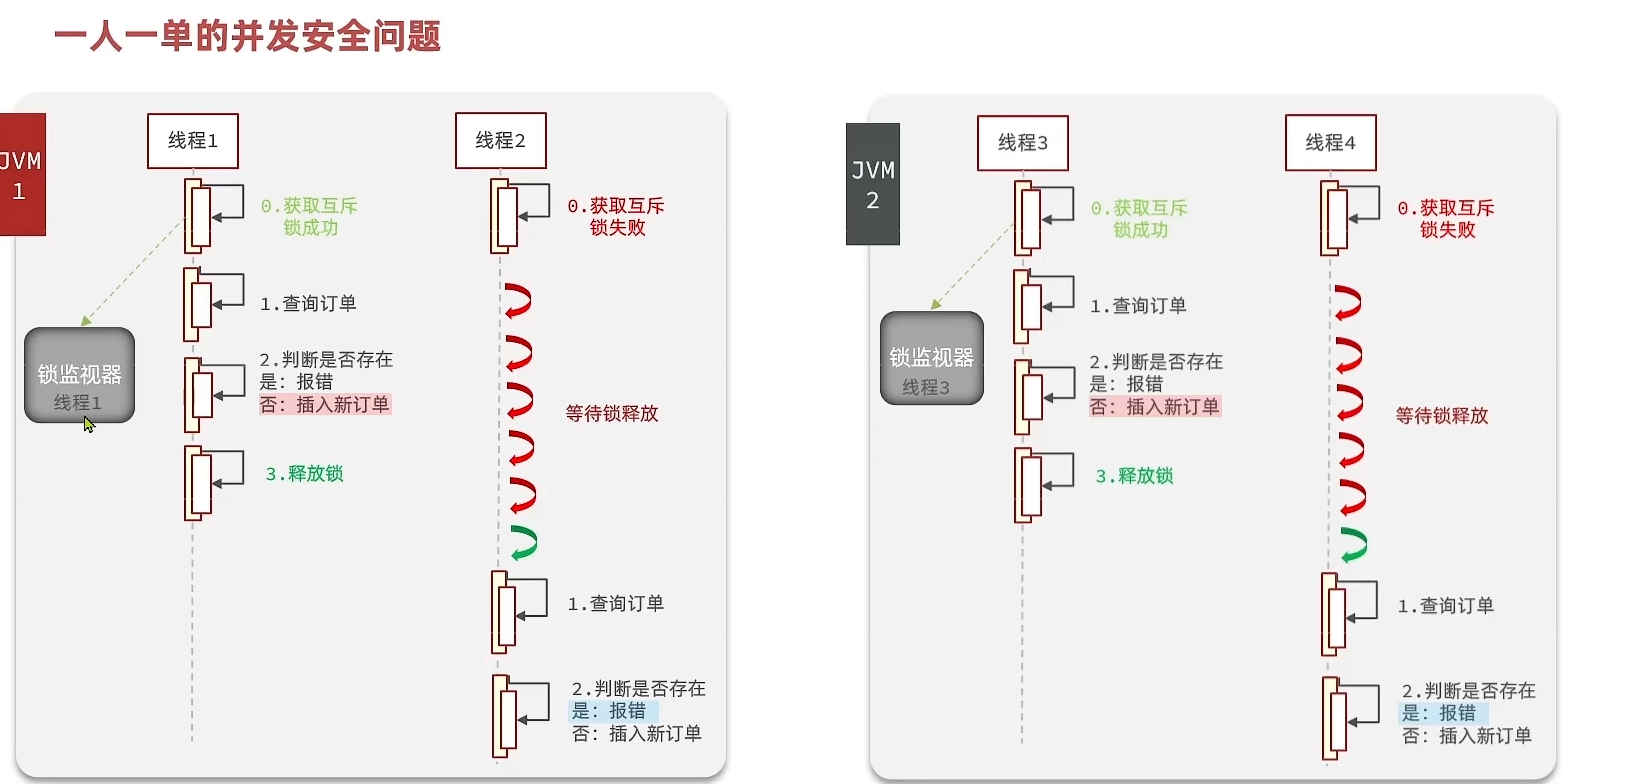 一人一单的并发安全问题
JVM
1
线程1
线程2
0.获取互斥
锁成功
0.获取互斥
锁失败
1.查询订单
2.判断是否存在
是：报错
否：插入新订单
锁监视器
线程1
等待锁释放
3.释放锁
1.查询订单
2.判断是否存在
是：报错
否：插入新订单
JVM
2
线程3
线程4
0.获取互斥
锁成功
0.获取互斥
锁失败
1.查询订单
2.判断是否存在
是：报错
否：插入新订单
锁监视器
线程3
等待锁释放
3.释放锁
1.查询订单
2.判断是否存在
是：报错
否：插入新订单